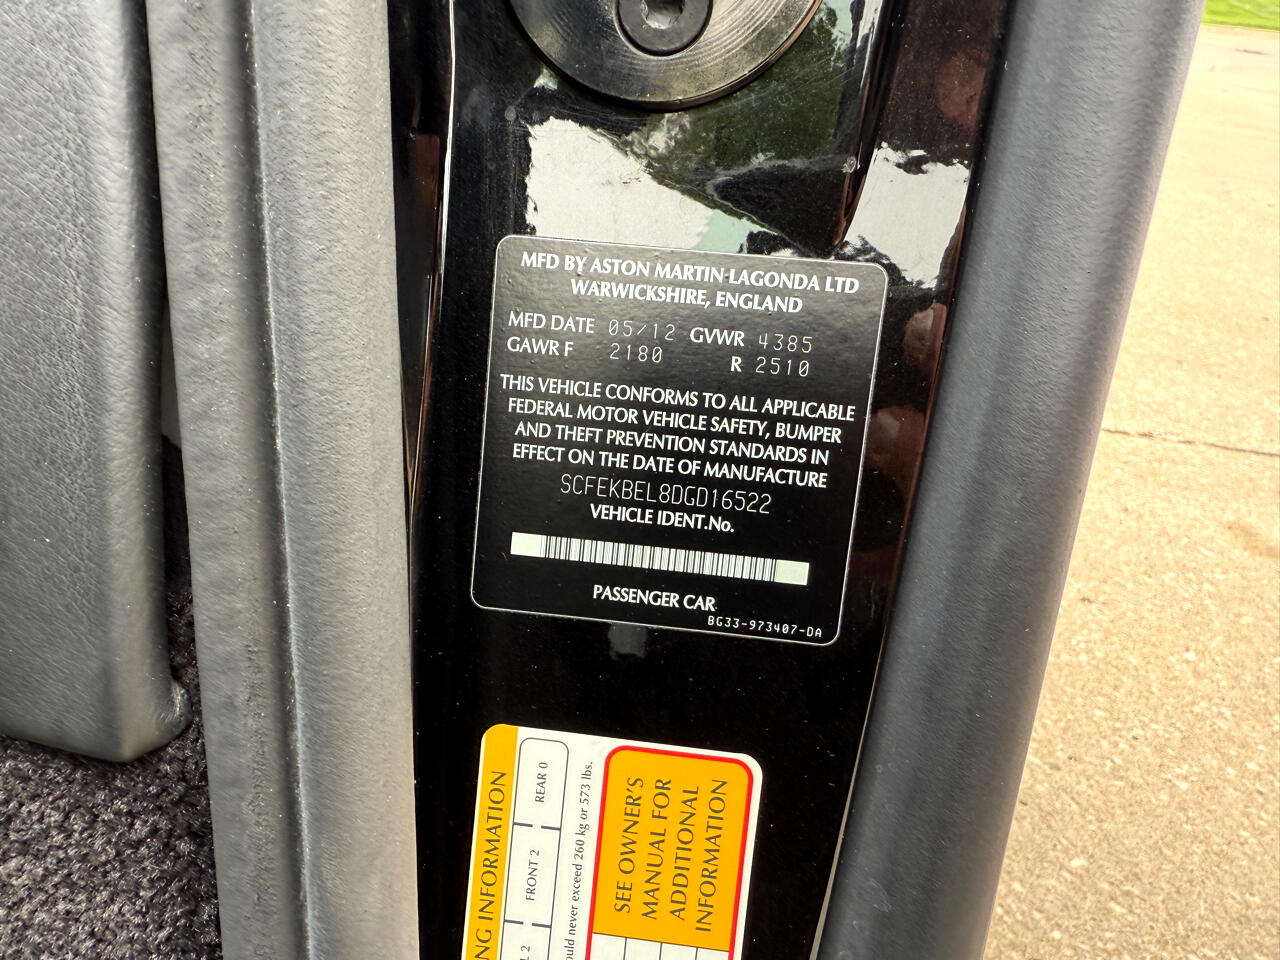 MFD BY ASTON MARTIN-LAGONDA LTD
WARWICKSHIRE, ENGLAND
MFD DATE 05/12 GVWR 4385
GAWR F 2180 R 2510
THIS VEHICLE CONFORMS TO ALL APPLICABLE
FEDERAL MOTOR VEHICLE SAFETY, BUMPER
AND THEFT PREVENTION STANDARDS IN
EFFECT ON THE DATE OF MANUFACTURE
SCFEKBEL8DGD16522
VEHICLE IDENT.No.
PASSENGER CAR
BG33-973407-DA
INFORMATION
REAR 0
FRONT 2
2
never exceed 260 kg or 573 lbs.
SEE OWNER'S
MANUAL FOR
ADDITIONAL
INFORMATION